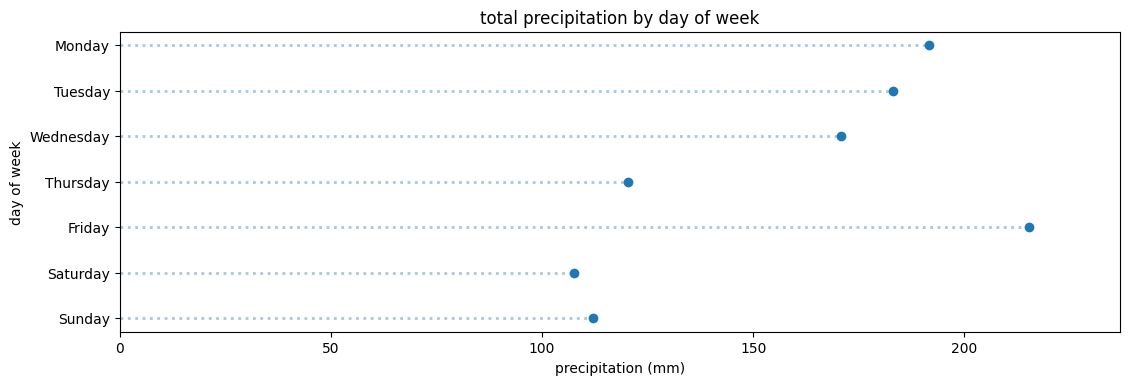 total precipitation by day of week
day of week
Monday
Tuesday
Wednesday
Thursday
Friday
Saturday
Sunday
0 50 100 150 200
precipitation (mm)